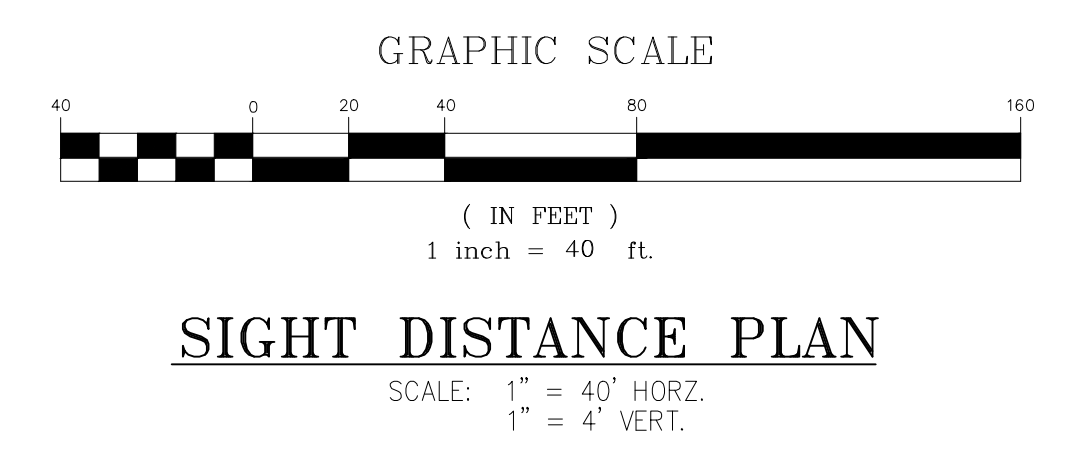 GRAPHIC SCALE
40 0 20 40 80 160
( IN FEET )
1 inch = 40 ft.
SIGHT DISTANCE PLAN
SCALE: 1" = 40' HORZ.
1" = 4' VERT.